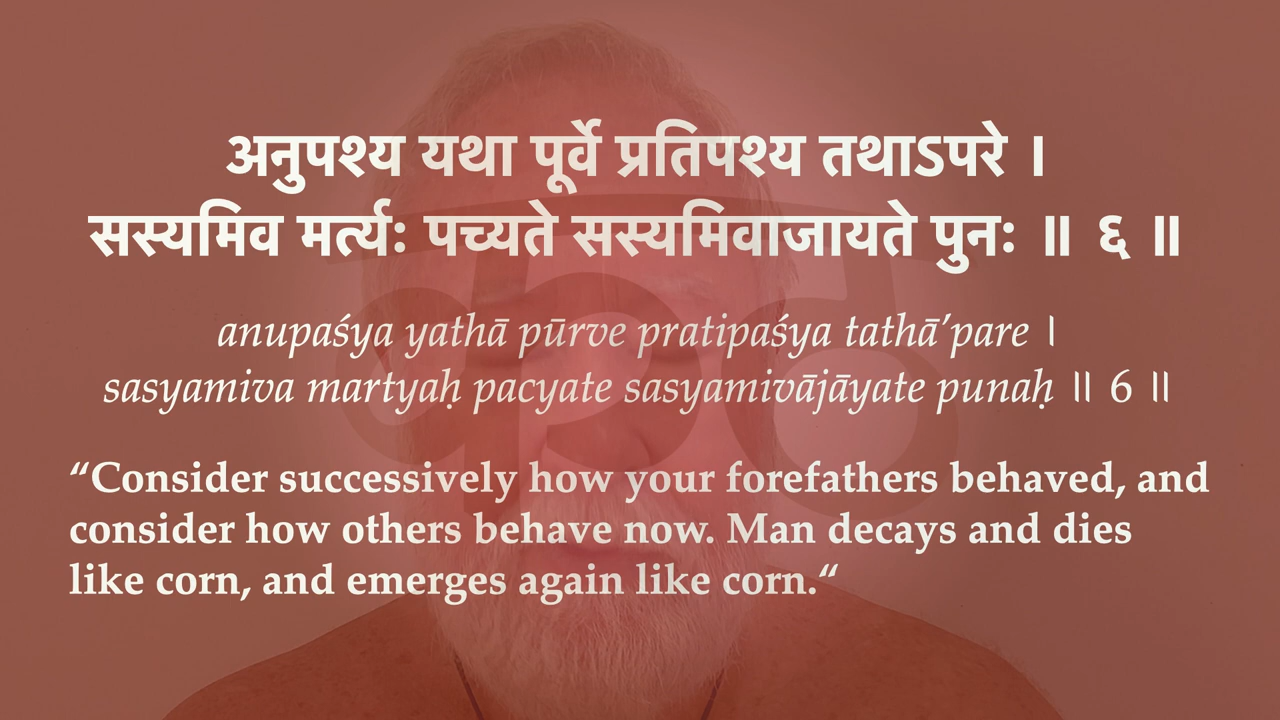 अनुपश्य यथा पूर्वे प्रतिपश्य तथाऽपरे ।
सस्यमिव मर्त्यः पच्यते सस्यमिवाजायते पुनः ॥ ६ ॥
anupaśya yathā pūrve pratipaśya tathā’pare ।
sasyamiva martyaḥ pacyate sasyamivājāyate punaḥ ॥ 6 ॥
“Consider successively how your forefathers behaved, and
consider how others behave now. Man decays and dies
like corn, and emerges again like corn.“